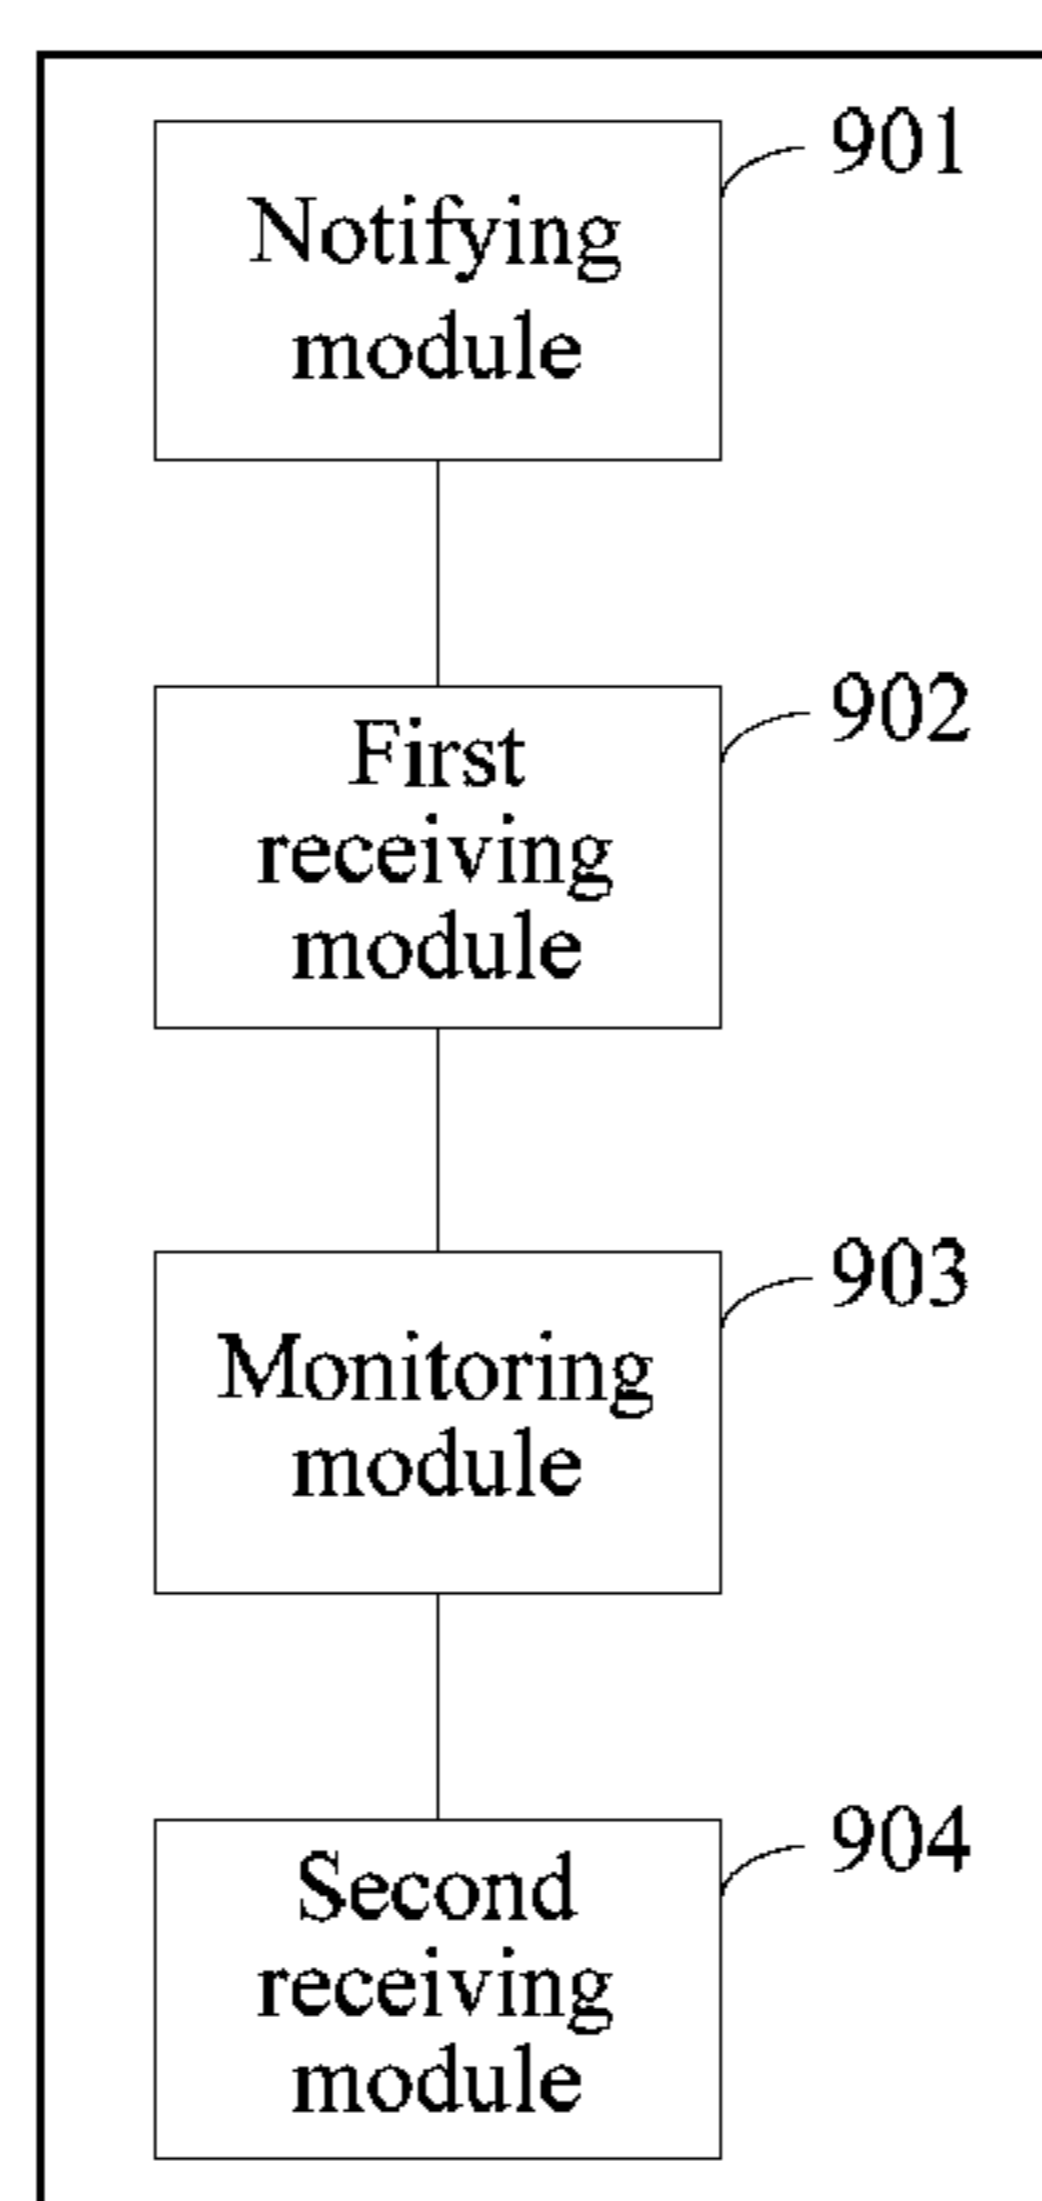 901
Notifying
module
902
First
receiving
module
903
Monitoring
module
904
Second
receiving
module